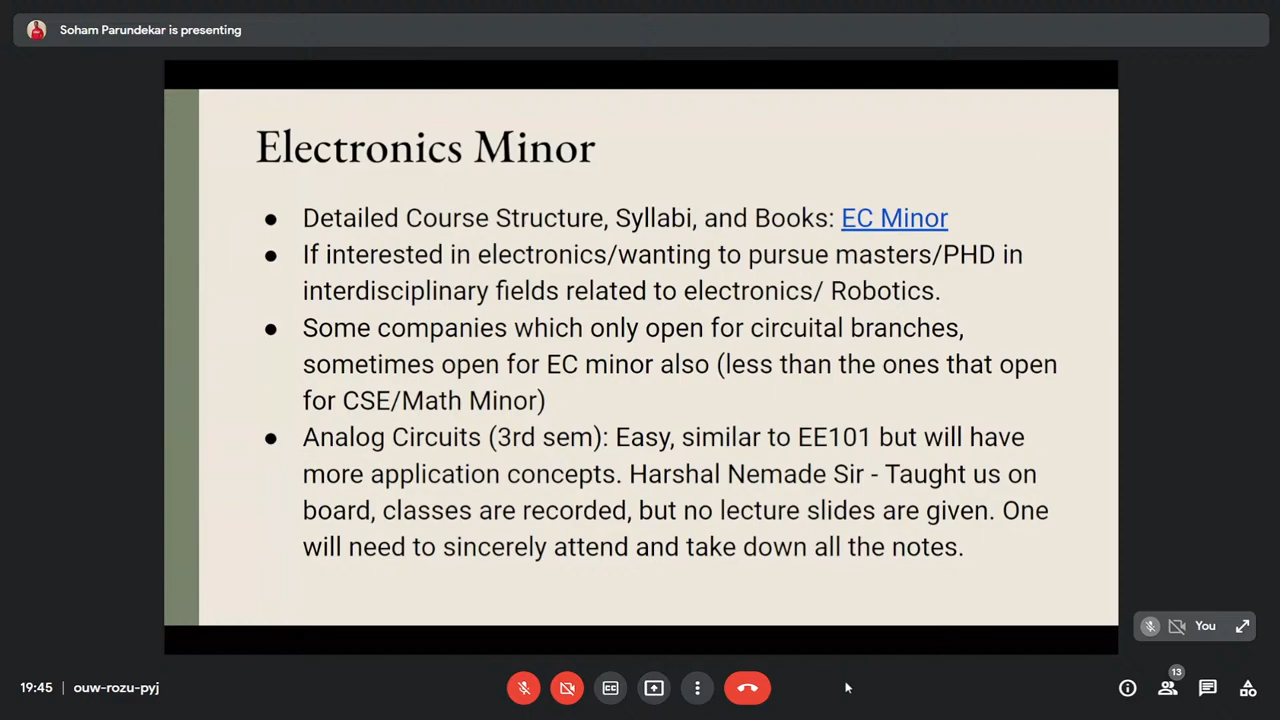 Soham Parundekar is presenting
Electronics Minor
● Detailed Course Structure, Syllabi, and Books: EC Minor
● If interested in electronics/wanting to pursue masters/PHD in
interdisciplinary fields related to electronics/ Robotics.
● Some companies which only open for circuital branches,
sometimes open for EC minor also (less than the ones that open
for CSE/Math Minor)
● Analog Circuits (3rd sem): Easy, similar to EE101 but will have
more application concepts. Harshal Nemade Sir - Taught us on
board, classes are recorded, but no lecture slides are given. One
will need to sincerely attend and take down all the notes.
You
19:45 | ouw-rozu-pyj
CC
13